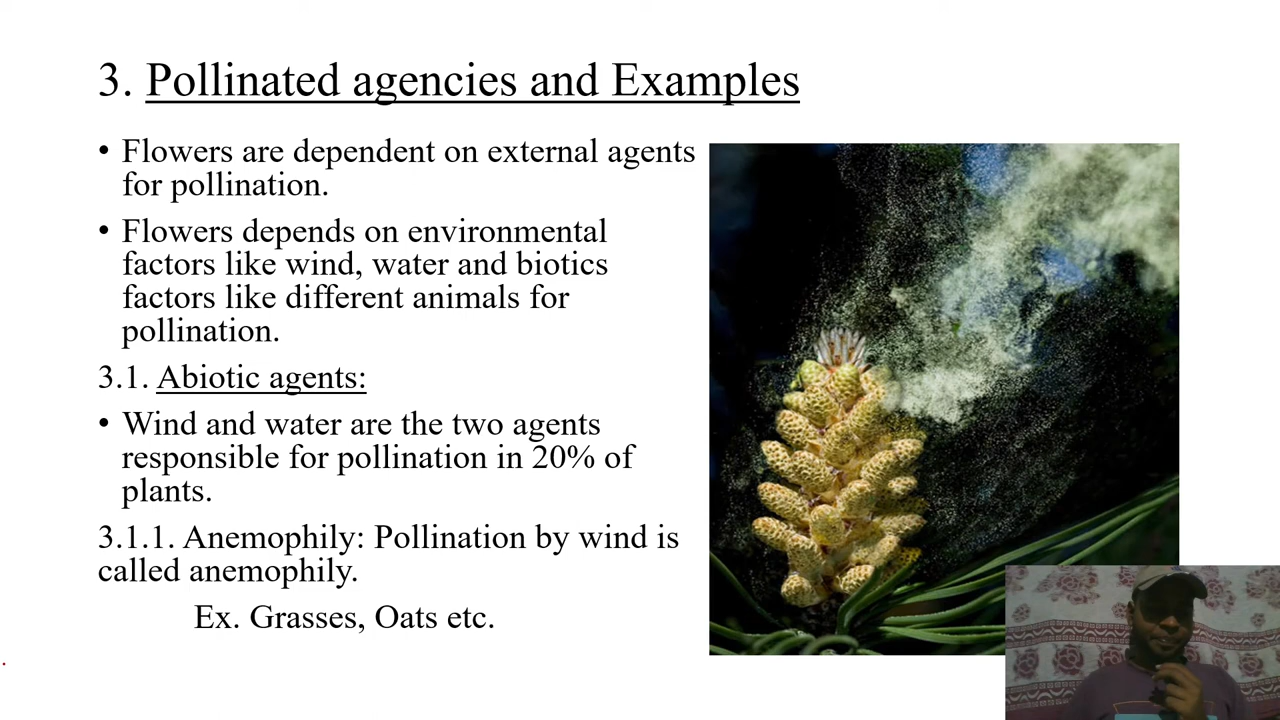 3. Pollinated agencies and Examples
• Flowers are dependent on external agents
for pollination.
• Flowers depends on environmental
factors like wind, water and biotics
factors like different animals for
pollination.
3.1. Abiotic agents:
• Wind and water are the two agents
responsible for pollination in 20% of
plants.
3.1.1. Anemophily: Pollination by wind is
called anemophily.
Ex. Grasses, Oats etc.